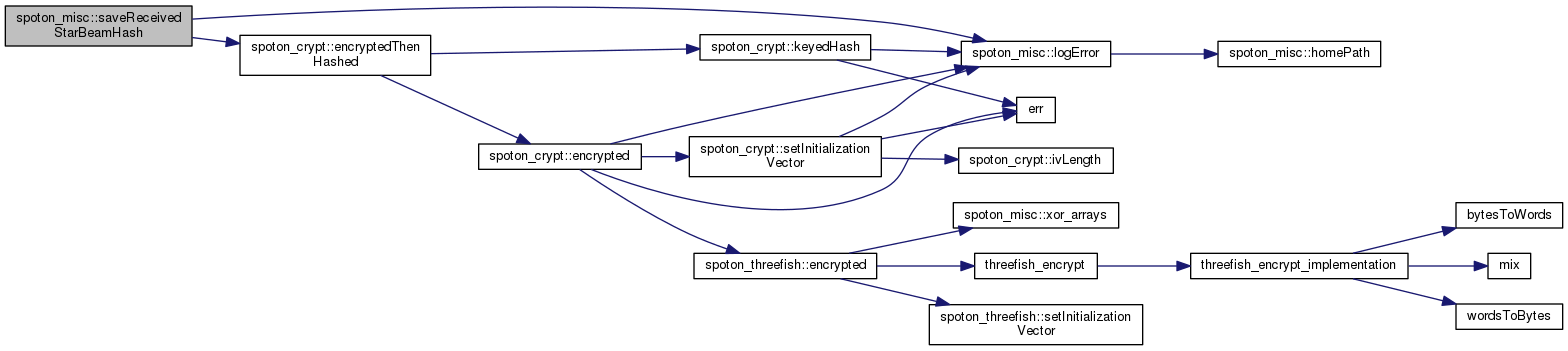 spoton_misc::saveReceived
StarBeamHash
spoton_crypt::encryptedThen
Hashed
spoton_crypt::keyedHash
spoton_misc::logError
spoton_misc::homePath
err
spoton_crypt::encrypted
spoton_crypt::setInitialization
Vector
spoton_crypt::ivLength
spoton_misc::xor_arrays
bytesToWords
spoton_threefish::encrypted
threefish_encrypt
threefish_encrypt_implementation
mix
spoton_threefish::setInitialization
Vector
wordsToBytes